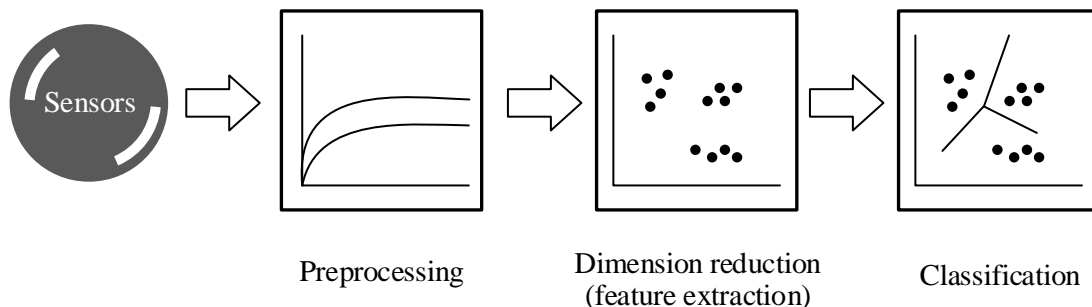 Sensors
Preprocessing
Dimension reduction
(feature extraction)
Classification